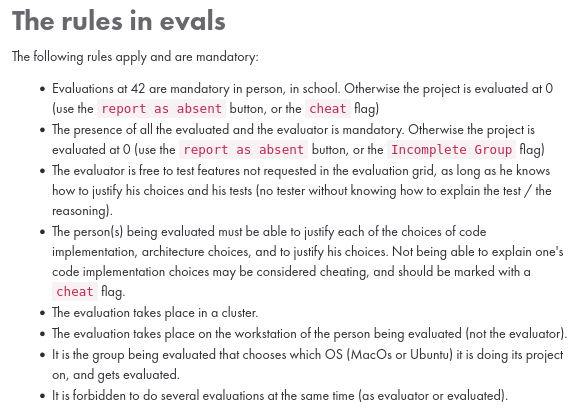 The rules in evals
The following rules apply and are mandatory:
• Evaluations at 42 are mandatory in person, in school. Otherwise the project is evaluated at 0
(use the report as absent button, or the cheat flag)
• The presence of all the evaluated and the evaluator is mandatory. Otherwise the project is
evaluated at 0 (use the report as absent button, or the Incomplete Group flag)
• The evaluator is free to test features not requested in the evaluation grid, as long as he knows
how to justify his choices and his tests (no tester without knowing how to explain the test / the
reasoning).
• The person(s) being evaluated must be able to justify each of the choices of code
implementation, architecture choices, and to justify his choices. Not being able to explain one's
code implementation choices may be considered cheating, and should be marked with a
cheat flag.
• The evaluation takes place in a cluster.
• The evaluation takes place on the workstation of the person being evaluated (not the evaluator).
• It is the group being evaluated that chooses which OS (MacOs or Ubuntu) it is doing its project
on, and gets evaluated.
• It is forbidden to do several evaluations at the same time (as evaluator or evaluated).